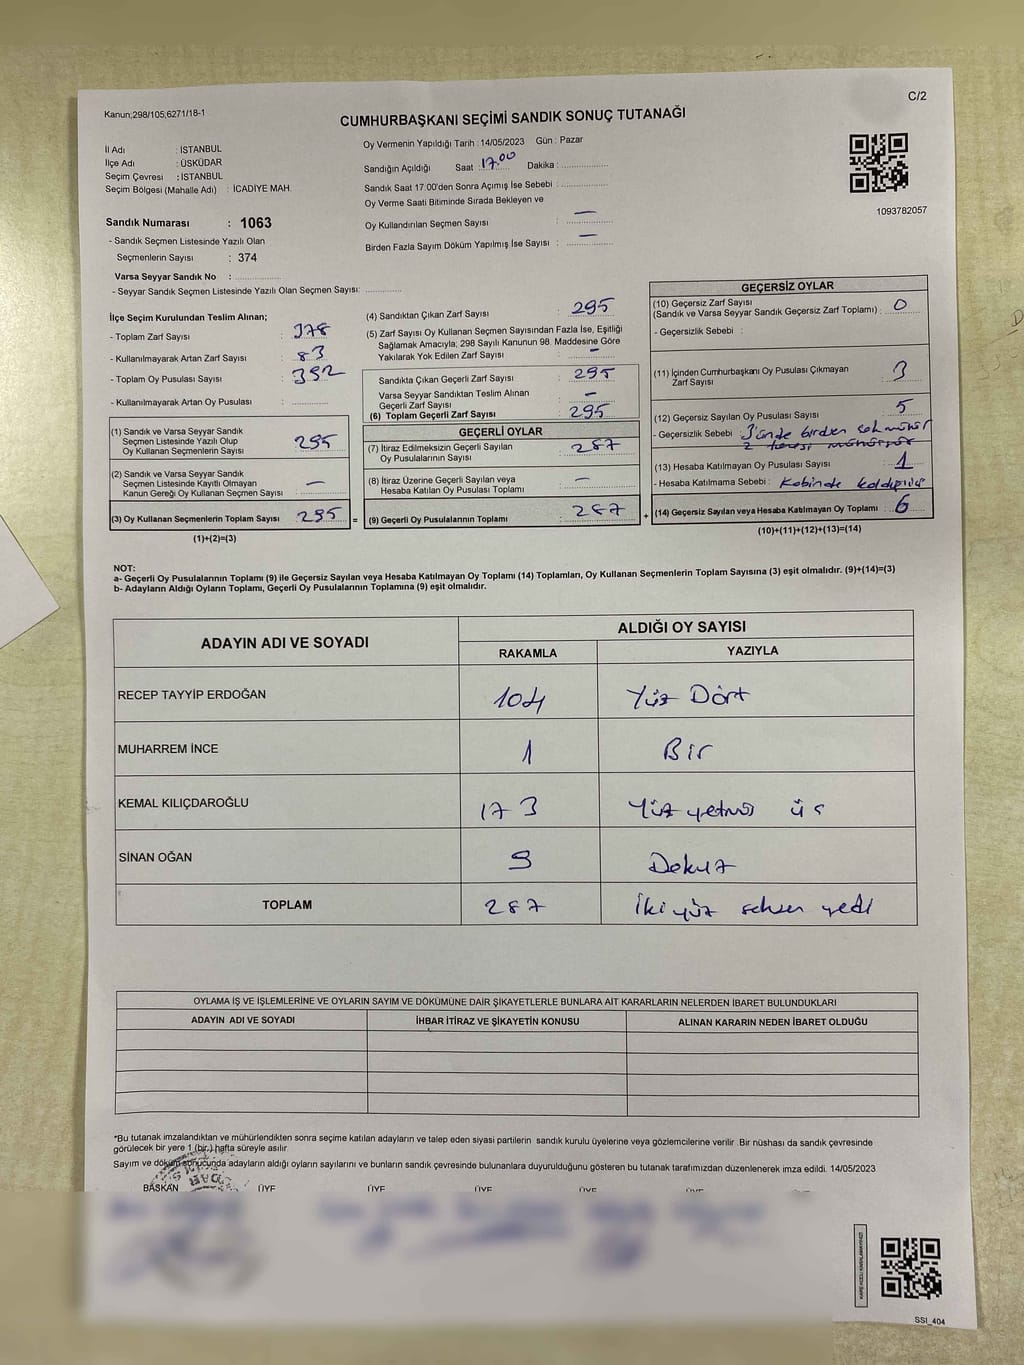 Kanun;298/105;6271/18-1
C/2
CUMHURBAŞKANI SEÇİMİ SANDIK SONUÇ TUTANAĞI
İl Adı : İSTANBUL
İlçe Adı : ÜSKÜDAR
Seçim Çevresi : İSTANBUL
Seçim Bölgesi (Mahalle Adı) : İCADİYE MAH.
Sandık Numarası : 1063
- Sandık Seçmen Listesinde Yazılı Olan
Seçmenlerin Sayısı : 374
Varsa Seyyar Sandık No :
- Seyyar Sandık Seçmen Listesinde Yazılı Olan Seçmen Sayısı:
Oy Vermenin Yapıldığı Tarih : 14/05/2023 Gün : Pazar
Sandığın Açıldığı Saat : 17.00 Dakika :
Sandık Saat 17:00'den Sonra Açımış İse Sebebi :
Oy Verme Saati Bitiminde Sırada Bekleyen ve
Oy Kullandırılan Seçmen Sayısı : —
Birden Fazla Sayım Döküm Yapılmış İse Sayısı : —
1093782057
İlçe Seçim Kurulundan Teslim Alınan;
- Toplam Zarf Sayısı : 378
- Kullanılmayarak Artan Zarf Sayısı : 83
- Toplam Oy Pusulası Sayısı : 392
- Kullanılmayarak Artan Oy Pusulası :
(1) Sandık ve Varsa Seyyar Sandık
Seçmen Listesinde Yazılı Olup
Oy Kullanan Seçmenlerin Sayısı 295
(2) Sandık ve Varsa Seyyar Sandık
Seçmen Listesinde Kayıtlı Olmayan
Kanun Gereği Oy Kullanan Seçmen Sayısı —
(3) Oy Kullanan Seçmenlerin Toplam Sayısı 295 =
(1)+(2)=(3)
(4) Sandıktan Çıkan Zarf Sayısı : 295
(5) Zarf Sayısı Oy Kullanan Seçmen Sayısından Fazla İse, Eşitliği
Sağlamak Amacıyla; 298 Sayılı Kanunun 98. Maddesine Göre
Yakılarak Yok Edilen Zarf Sayısı : —
Sandıkta Çıkan Geçerli Zarf Sayısı : 295
Varsa Seyyar Sandıktan Teslim Alınan
Geçerli Zarf Sayısı : —
(6) Toplam Geçerli Zarf Sayısı : 295
GEÇERLİ OYLAR
(7) İtiraz Edilmeksizin Geçerli Sayılan
Oy Pusulalarının Sayısı : 287
(8) İtiraz Üzerine Geçerli Sayılan veya
Hesaba Katılan Oy Pusulası Toplamı : —
(9) Geçerli Oy Pusulalarının Toplamı : 287 +
GEÇERSİZ OYLAR
(10) Geçersiz Zarf Sayısı
(Sandık ve Varsa Seyyar Sandık Geçersiz Zarf Toplamı) : 0
- Geçersizlik Sebebi :
(11) İçinden Cumhurbaşkanı Oy Pusulası Çıkmayan
Zarf Sayısı : 3
(12) Geçersiz Sayılan Oy Pusulası Sayısı : 5
- Geçersizlik Sebebi : 3'ünde birden çok mühür
2 tanesi mühürsüz
(13) Hesaba Katılmayan Oy Pusulası Sayısı : 1
- Hesaba Katılmama Sebebi : Kabinde
(14) Geçersiz Sayılan veya Hesaba Katılmayan Oy Toplamı : 6
(10)+(11)+(12)+(13)=(14)
NOT:
a- Geçerli Oy Pusulalarının Toplamı (9) ile Geçersiz Sayılan veya Hesaba Katılmayan Oy Toplamı (14) Toplamları, Oy Kullanan Seçmenlerin Toplam Sayısına (3) eşit olmalıdır. (9)+(14)=(3)
b- Adayların Aldığı Oyların Toplamı, Geçerli Oy Pusulalarının Toplamına (9) eşit olmalıdır.
ADAYIN ADI VE SOYADI
ALDIĞI OY SAYISI
RAKAMLA YAZIYLA
RECEP TAYYİP ERDOĞAN 104 Yüz Dört
MUHARREM İNCE 1 Bir
KEMAL KILIÇDAROĞLU 173 Yüz yetmiş üç
SİNAN OĞAN 9 Dokuz
TOPLAM 287 İki yüz seksen yedi
OYLAMA İŞ VE İŞLEMLERİNE VE OYLARIN SAYIM VE DÖKÜMÜNE DAİR ŞİKAYETLERLE BUNLARA AİT KARARLARIN NELERDEN İBARET BULUNDUKLARI
ADAYIN ADI VE SOYADI İHBAR İTİRAZ VE ŞİKAYETİN KONUSU ALINAN KARARIN NEDEN İBARET OLDUĞU
*Bu tutanak imzalandıktan ve mühürlendikten sonra seçime katılan adayların ve talep eden siyasi partilerin sandık kurulu üyelerine veya gözlemcilerine verilir. Bir nüshası da sandık çevresinde
görülecek bir yere 1 (bir) hafta süreyle asılır.
Sayım ve döküm sonucunda adayların aldığı oyların sayılarını ve bunların sandık çevresinde bulunanlara duyurulduğunu gösteren bu tutanak tarafımızdan düzenlenerek imza edildi. 14/05/2023
BAŞKAN ÜYE ÜYE ÜYE ÜYE ÜYE
SSI_404